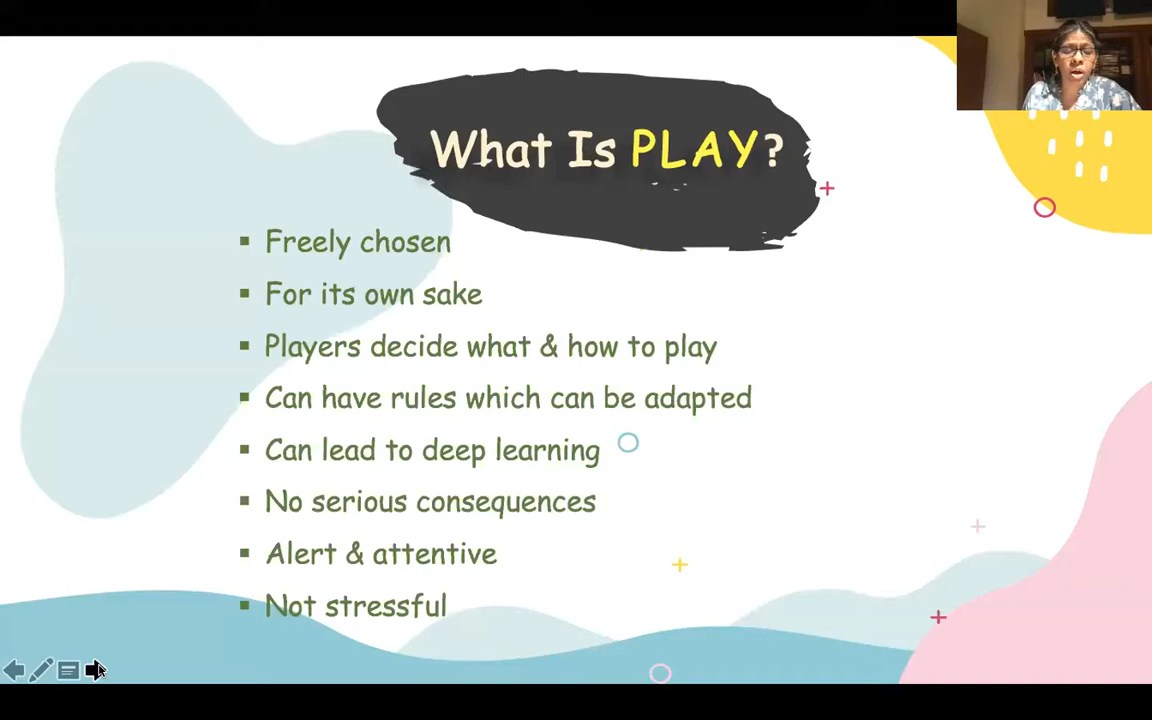 What Is PLAY?
Freely chosen
For its own sake
Players decide what & how to play
Can have rules which can be adapted
Can lead to deep learning
No serious consequences
Alert & attentive
Not stressful